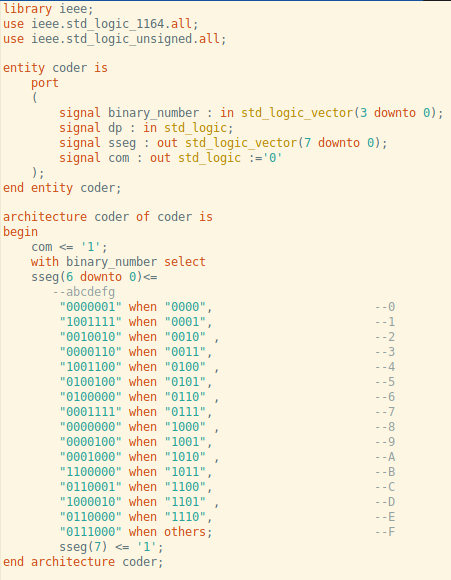 library ieee;
use ieee.std_logic_1164.all;
use ieee.std_logic_unsigned.all;

entity coder is
    port
    (
        signal binary_number : in std_logic_vector(3 downto 0);
        signal dp : in std_logic;
        signal sseg : out std_logic_vector(7 downto 0);
        signal com : out std_logic :='0'
    );
end entity coder;

architecture coder of coder is
begin
    com <= '1';
    with binary_number select
    sseg(6 downto 0)<=
       --abcdefg
        "0000001" when "0000",                       --0
        "1001111" when "0001",                       --1
        "0010010" when "0010" ,                      --2
        "0000110" when "0011",                       --3
        "1001100" when "0100" ,                      --4
        "0100100" when "0101",                       --5
        "0100000" when "0110" ,                      --6
        "0001111" when "0111",                       --7
        "0000000" when "1000" ,                      --8
        "0000100" when "1001",                       --9
        "0001000" when "1010" ,                      --A
        "1100000" when "1011",                       --B
        "0110001" when "1100",                       --C
        "1000010" when "1101" ,                      --D
        "0110000" when "1110",                       --E
        "0111000" when others;                       --F
        sseg(7) <= '1';
end architecture coder;